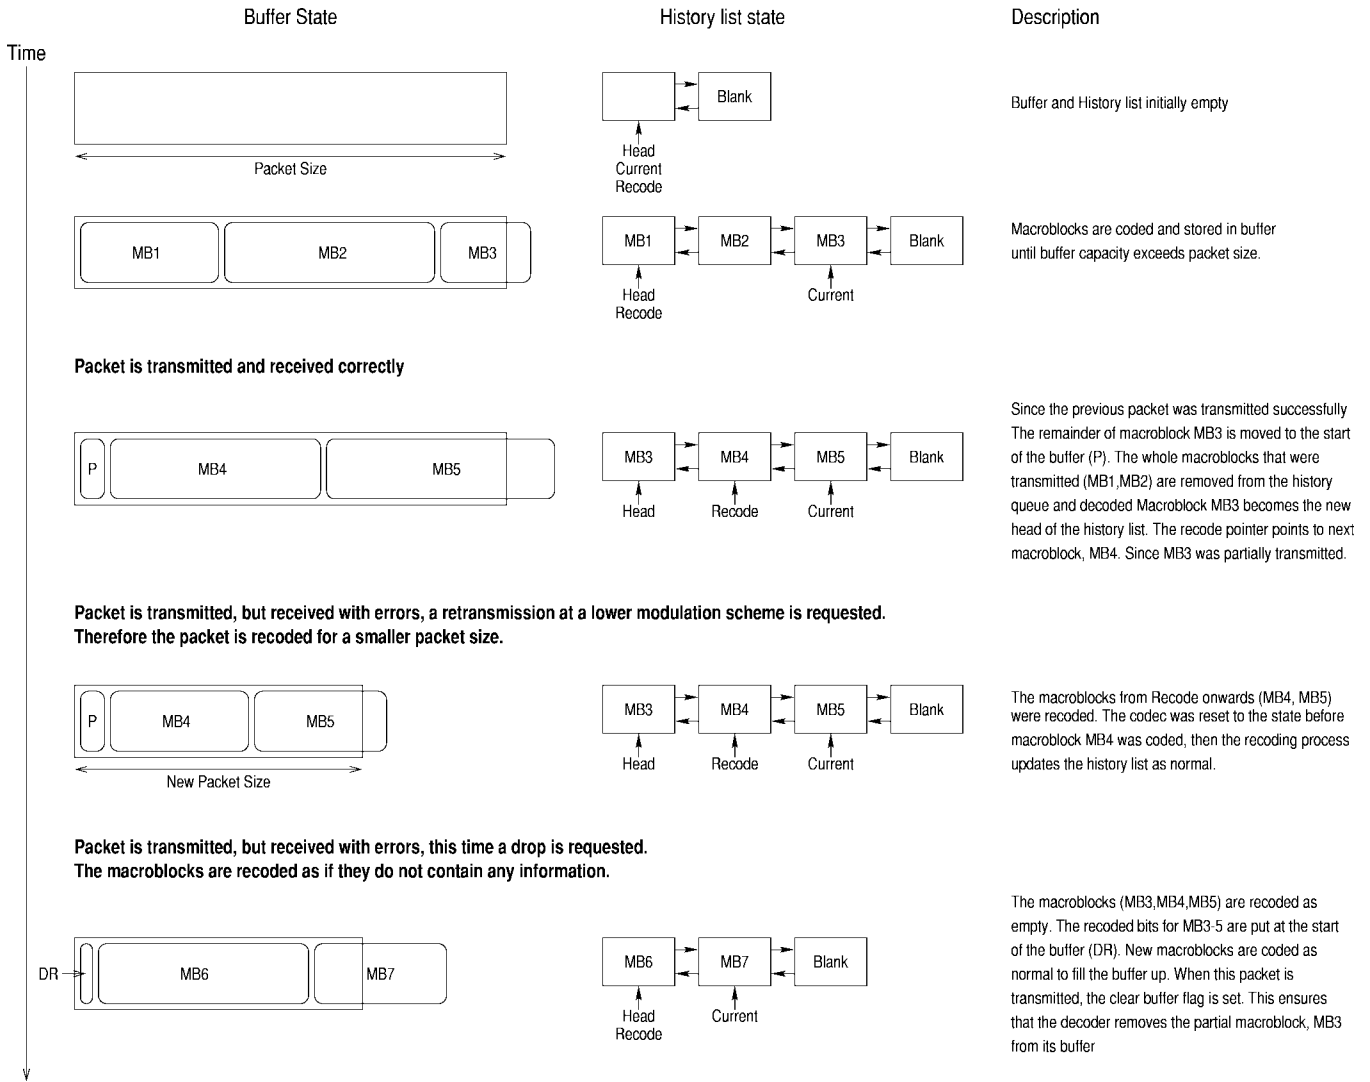 Buffer State
History list state
Description
Time
Blank
Buffer and History list initially empty
Packet Size
Head
Current
Recode
MB1
MB2
MB3
MB1
MB2
MB3
Blank
Macroblocks are coded and stored in buffer
until buffer capacity exceeds packet size.
Head
Recode
Current
Packet is transmitted and received correctly
P
MB4
MB5
MB3
MB4
MB5
Blank
Head
Recode
Current
Since the previous packet was transmitted successfully
The remainder of macroblock MB3 is moved to the start
of the buffer (P). The whole macroblocks that were
transmitted (MB1,MB2) are removed from the history
queue and decoded Macroblock MB3 becomes the new
head of the history list. The recode pointer points to next
macroblock, MB4. Since MB3 was partially transmitted.
Packet is transmitted, but received with errors, a retransmission at a lower modulation scheme is requested.
Therefore the packet is recoded for a smaller packet size.
P
MB4
MB5
New Packet Size
MB3
MB4
MB5
Blank
Head
Recode
Current
The macroblocks from Recode onwards (MB4, MB5)
were recoded. The codec was reset to the state before
macroblock MB4 was coded, then the recoding process
updates the history list as normal.
Packet is transmitted, but received with errors, this time a drop is requested.
The macroblocks are recoded as if they do not contain any information.
DR
MB6
MB7
MB6
MB7
Blank
Head
Recode
Current
The macroblocks (MB3,MB4,MB5) are recoded as
empty. The recoded bits for MB3-5 are put at the start
of the buffer (DR). New macroblocks are coded as
normal to fill the buffer up. When this packet is
transmitted, the clear buffer flag is set. This ensures
that the decoder removes the partial macroblock, MB3
from its buffer